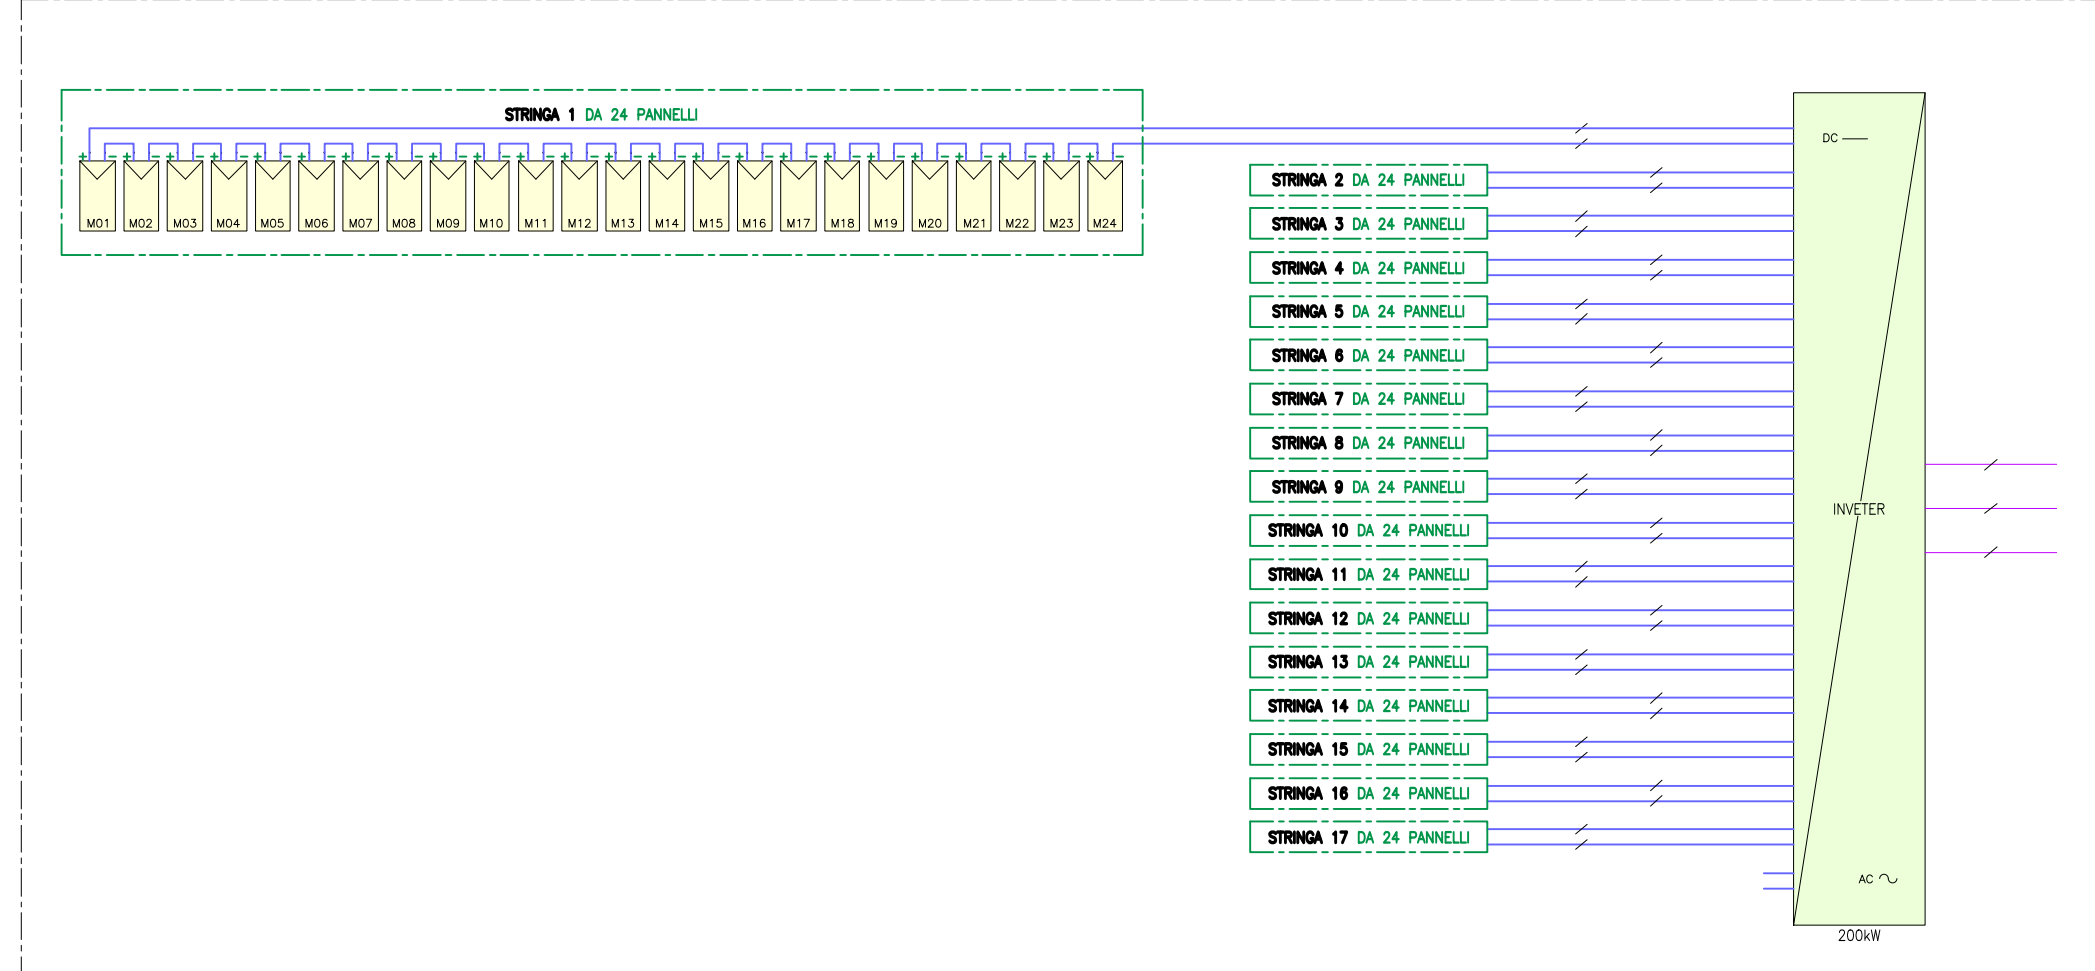 STRINGA 1 DA 24 PANNELLI
+ - + - + - + - + - + - + - + - + - + - + - + - + - + - + - + - + - + - + - + - + - + - + - + -
M01 M02 M03 M04 M05 M06 M07 M08 M09 M10 M11 M12 M13 M14 M15 M16 M17 M18 M19 M20 M21 M22 M23 M24
DC
STRINGA 2 DA 24 PANNELLI
STRINGA 3 DA 24 PANNELLI
STRINGA 4 DA 24 PANNELLI
STRINGA 5 DA 24 PANNELLI
STRINGA 6 DA 24 PANNELLI
STRINGA 7 DA 24 PANNELLI
STRINGA 8 DA 24 PANNELLI
STRINGA 9 DA 24 PANNELLI
STRINGA 10 DA 24 PANNELLI
STRINGA 11 DA 24 PANNELLI
STRINGA 12 DA 24 PANNELLI
STRINGA 13 DA 24 PANNELLI
STRINGA 14 DA 24 PANNELLI
STRINGA 15 DA 24 PANNELLI
STRINGA 16 DA 24 PANNELLI
STRINGA 17 DA 24 PANNELLI
INVETER
AC
200kW